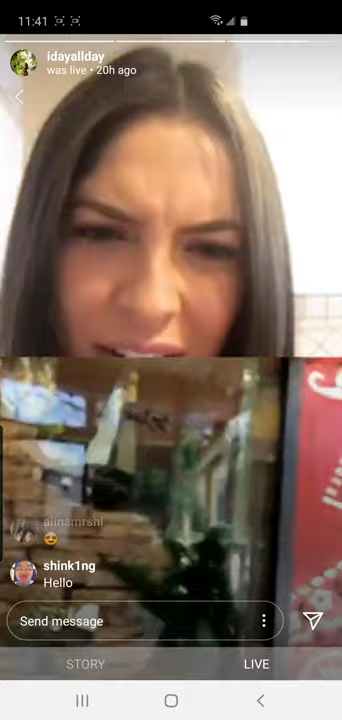 11:41
idayallday
was live • 20h ago
alinamrshl
😍
shink1ng
Hello
Send message
STORY
LIVE